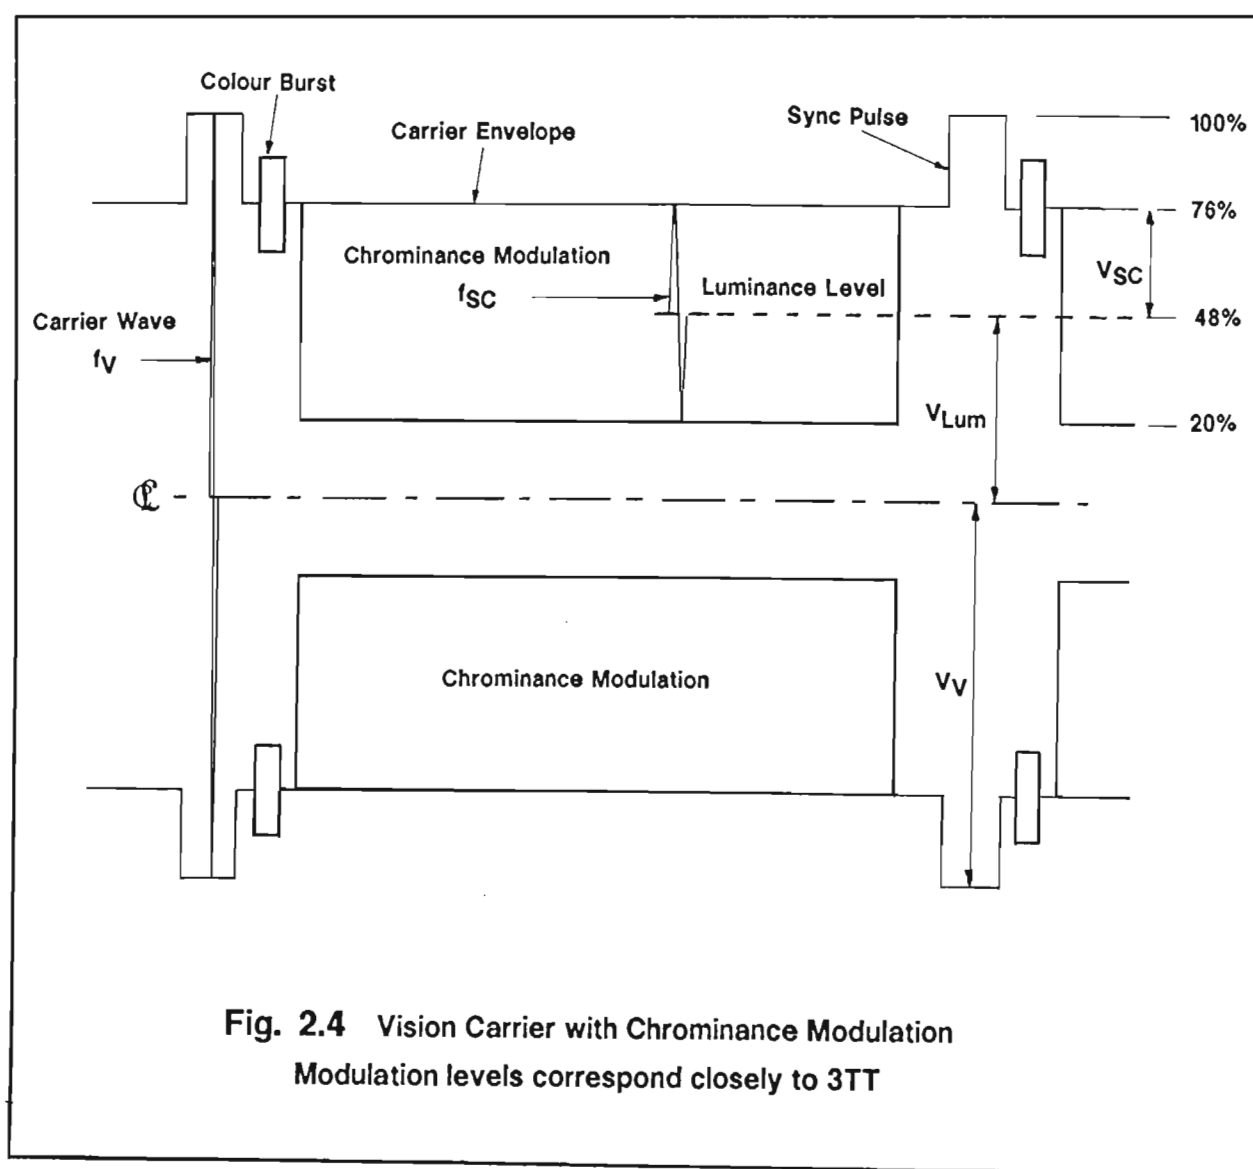 Colour Burst
Carrier Envelope
Sync Pulse
100%
76%
Chrominance Modulation
fSC
Luminance Level
VSC
Carrier Wave
fV
48%
VLum
20%
℄
Chrominance Modulation
VV
Fig. 2.4 Vision Carrier with Chrominance Modulation
Modulation levels correspond closely to 3TT